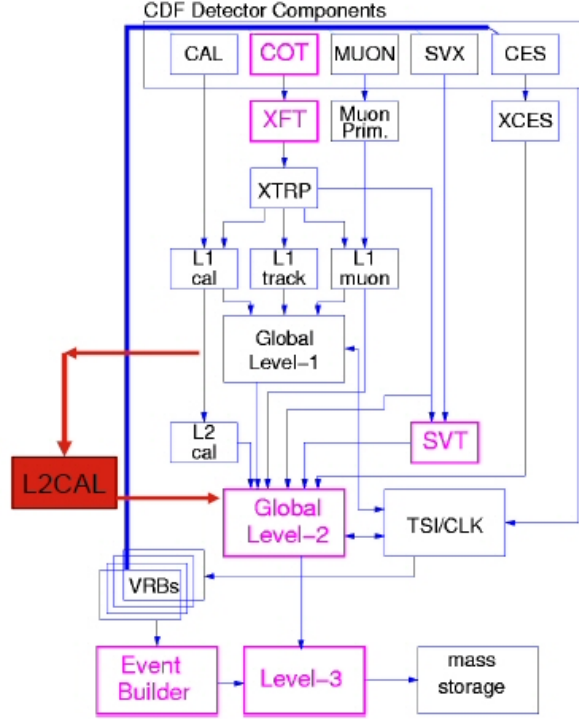 CDF Detector Components
CAL
COT
MUON
SVX
CES
XFT
Muon
Prim.
XCES
XTRP
L1
cal
L1
track
L1
muon
Global
Level-1
L2
cal
SVT
L2CAL
Global
Level-2
TSI/CLK
VRBs
Event
Builder
Level-3
mass
storage